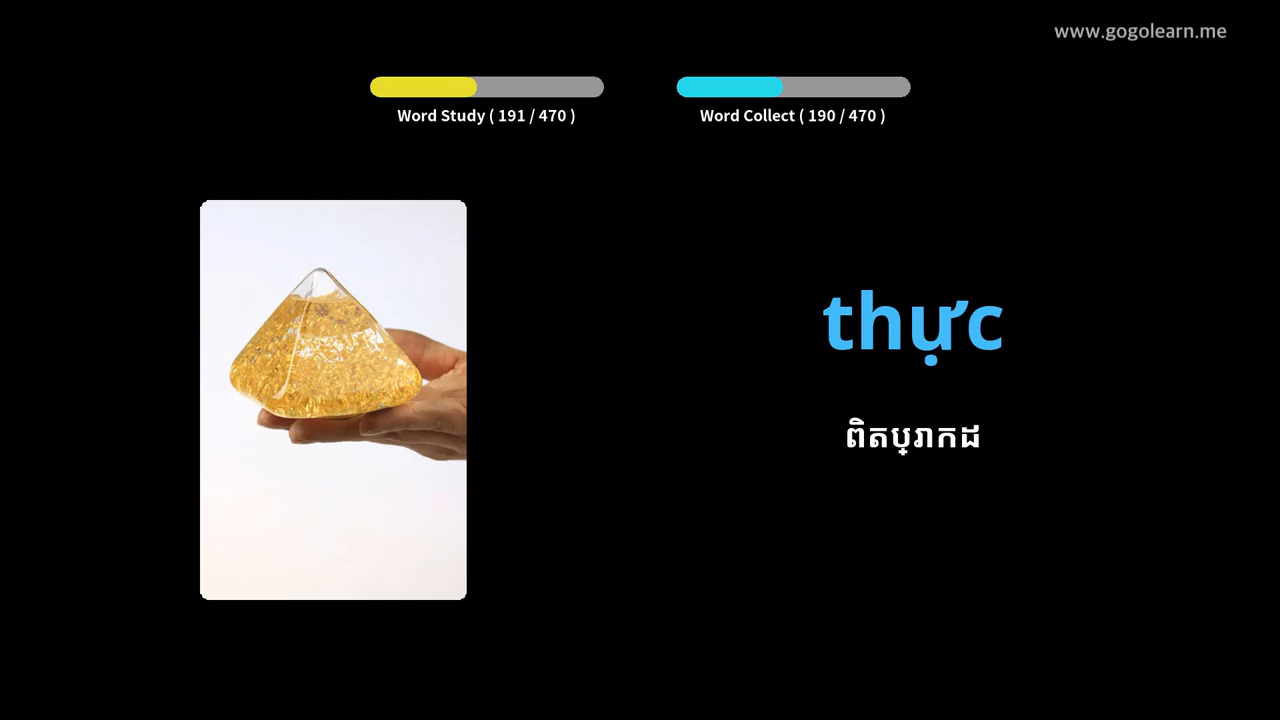 www.gogolearn.me
Word Study ( 191 / 470 )
Word Collect ( 190 / 470 )
thực
ពិតប្រាកដ